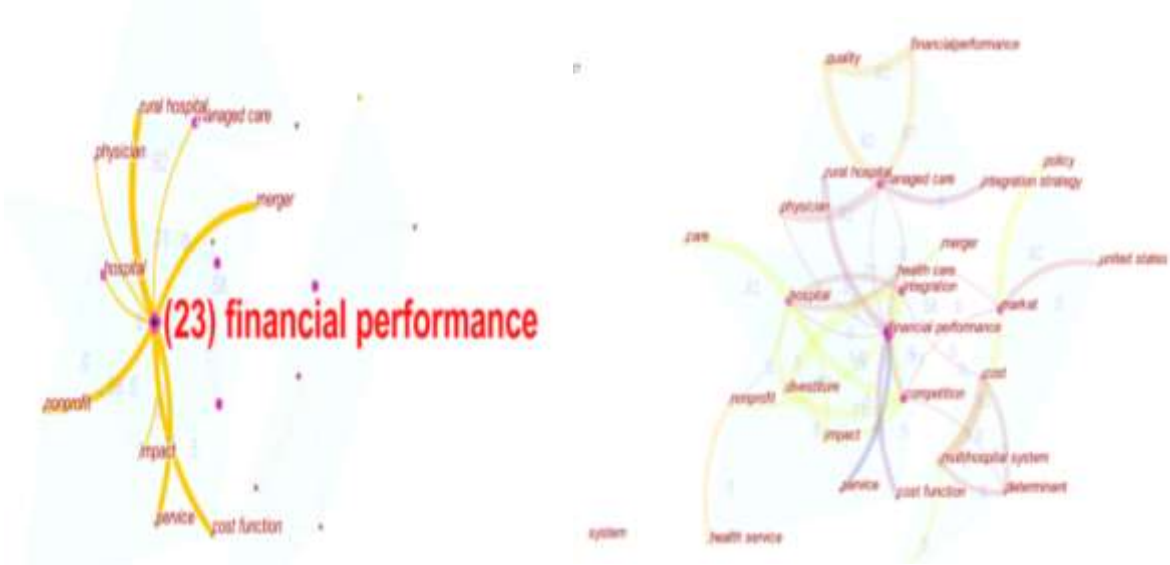 rural hospital
managed care
physician
merger
hospital
(23) financial performance
nonprofit
impact
service
cost function
financialperformance
quality
policy
rural hospital
managed care
integration strategy
physician
care
merger
united states
health care
integration
hospital
market
financial performance
cost
divestiture
nonprofit
competition
impact
multihospital system
service
cost function
determinant
system
health service